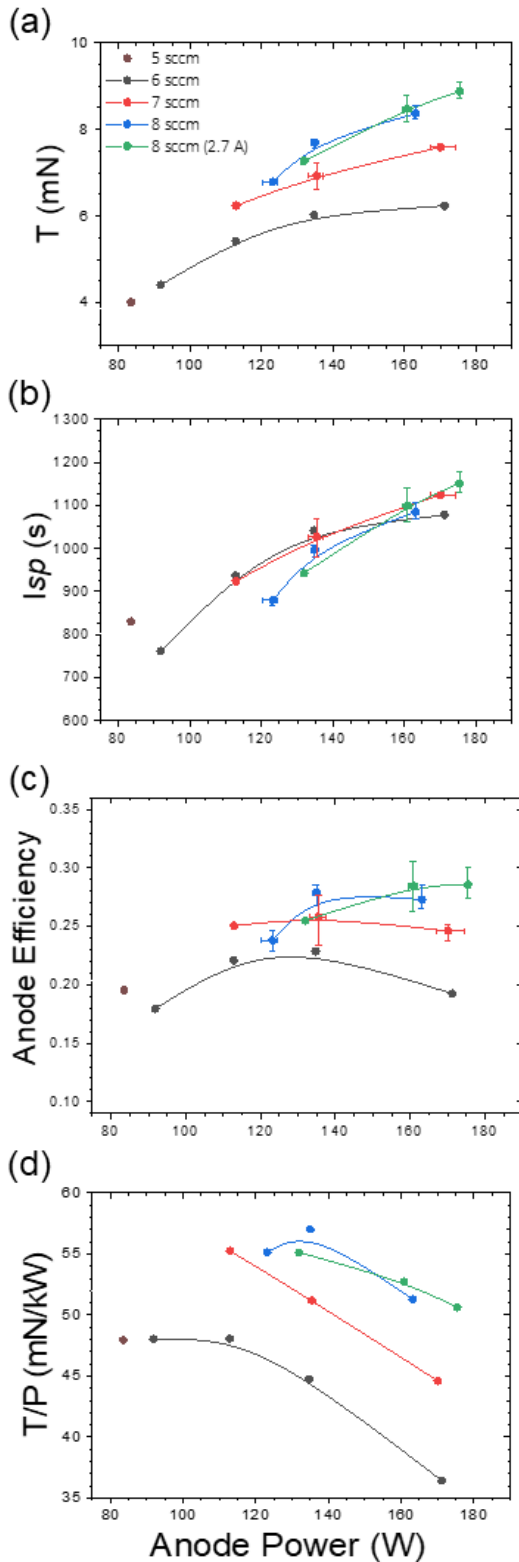 (a)
10
8
6
4
T (mN)
5 sccm
6 sccm
7 sccm
8 sccm
8 sccm (2.7 A)
80 100 120 140 160 180
(b)
1300
1200
1100
1000
900
800
700
600
Isp (s)
80 100 120 140 160 180
(c)
0.35
0.30
0.25
0.20
0.15
0.10
Anode Efficiency
80 100 120 140 160 180
(d)
60
55
50
45
40
35
T/P (mN/kW)
80 100 120 140 160 180
Anode Power (W)